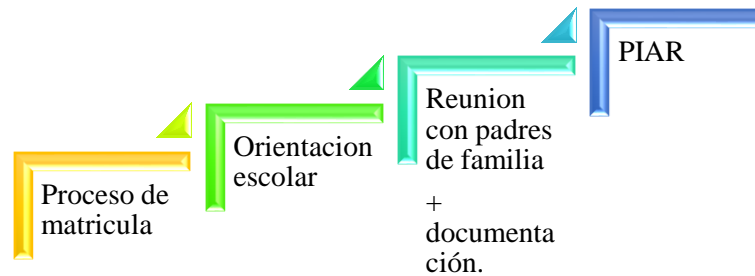 Proceso de
matricula
Orientacion
escolar
Reunion
con padres
de familia
+
documenta
ción.
PIAR